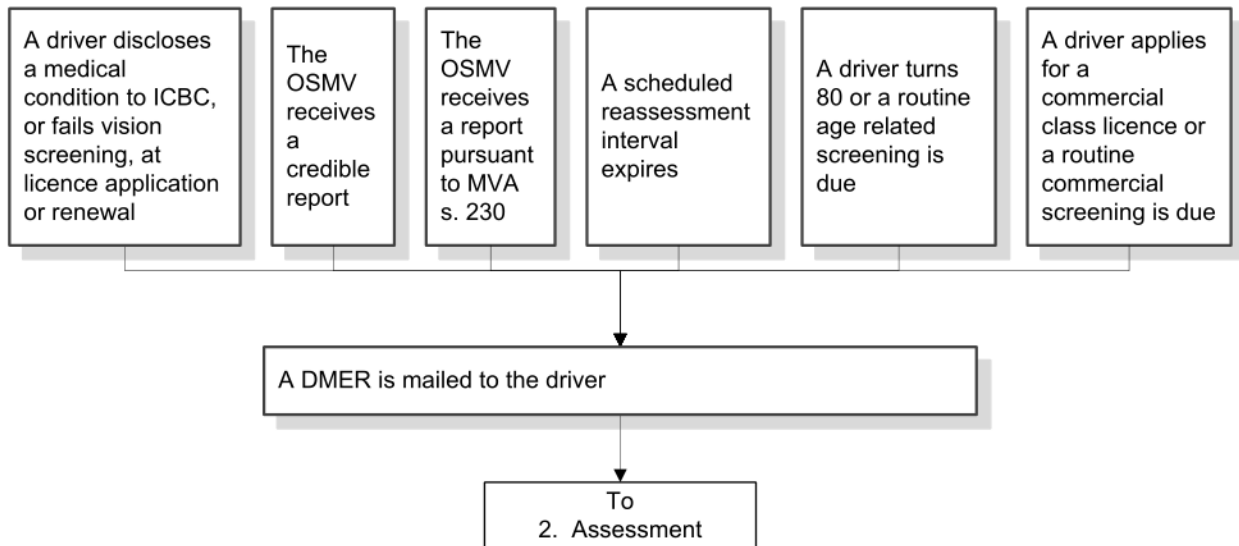 A driver discloses
a medical
condition to ICBC,
or fails vision
screening, at
licence application
or renewal
The
OSMV
receives
a
credible
report
The
OSMV
receives
a report
pursuant
to MVA
s. 230
A scheduled
reassessment
interval
expires
A driver turns
80 or a routine
age related
screening is
due
A driver applies
for a
commercial
class licence or
a routine
commercial
screening is due
A DMER is mailed to the driver
To
2. Assessment